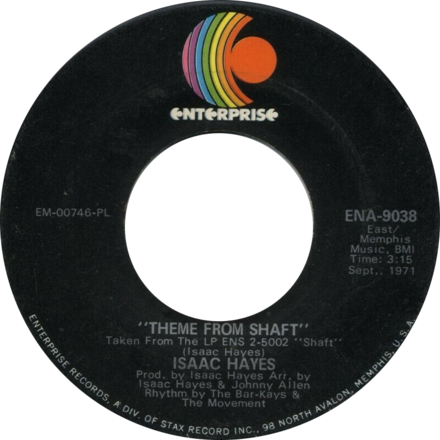 ENTERPRISE
EM-00746-PL
ENA-9038
East/
Memphis
Music, BMI
Time: 3:15
Sept., 1971
"THEME FROM SHAFT"
Taken From The LP ENS 2-5002 "Shaft"
(Isaac Hayes)
ISAAC HAYES
Prod. by Isaac Hayes Arr. by
Isaac Hayes & Johnny Allen
Rhythm by The Bar-Kays &
The Movement
ENTERPRISE RECORDS, A DIV. OF STAX RECORD INC., 98 NORTH AVALON, MEMPHIS, U.S.A.